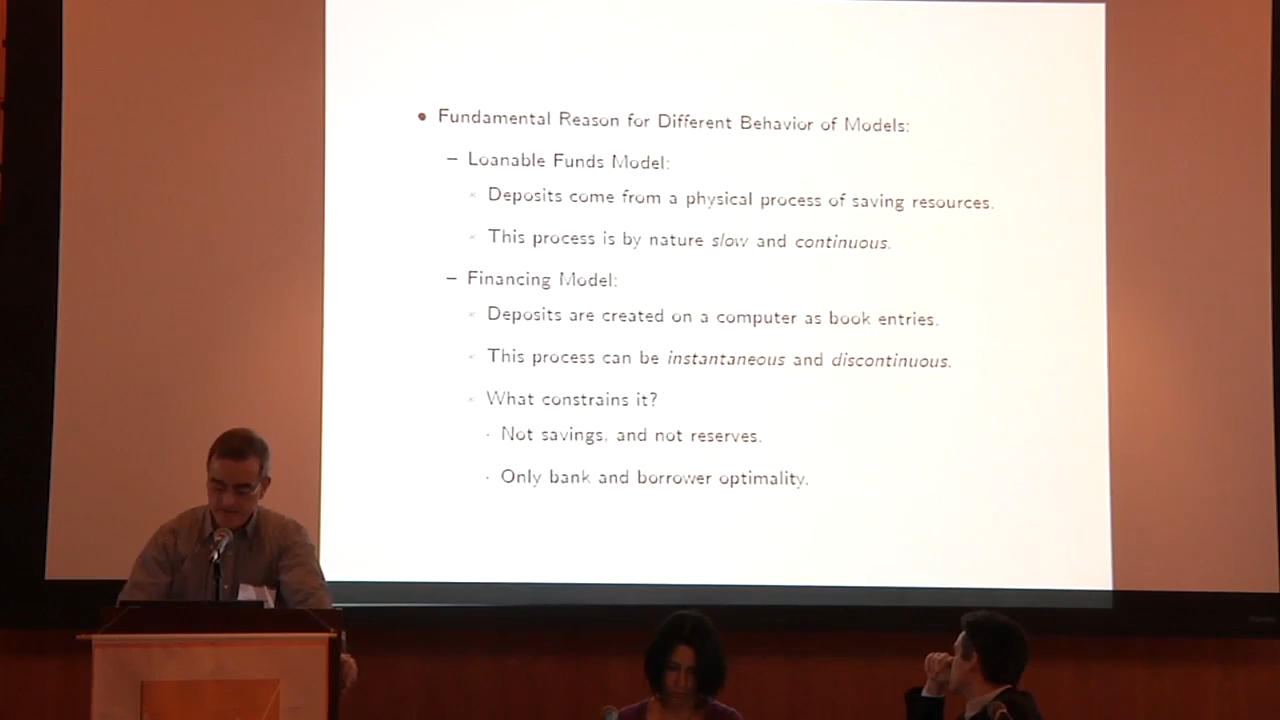 • Fundamental Reason for Different Behavior of Models:
– Loanable Funds Model:
* Deposits come from a physical process of saving resources.
* This process is by nature slow and continuous.
– Financing Model:
* Deposits are created on a computer as book entries.
* This process can be instantaneous and discontinuous.
* What constrains it?
· Not savings, and not reserves.
· Only bank and borrower optimality.